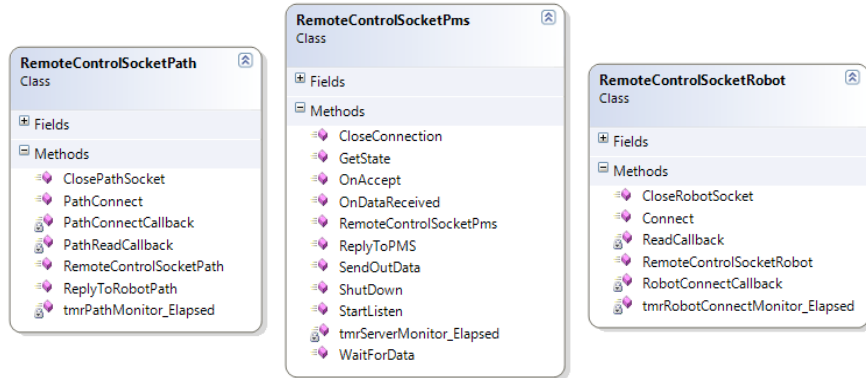 RemoteControlSocketPath
Class
Fields
Methods
ClosePathSocket
PathConnect
PathConnectCallback
PathReadCallback
RemoteControlSocketPath
ReplyToRobotPath
tmrPathMonitor_Elapsed
RemoteControlSocketPms
Class
Fields
Methods
CloseConnection
GetState
OnAccept
OnDataReceived
RemoteControlSocketPms
ReplyToPMS
SendOutData
ShutDown
StartListen
tmrServerMonitor_Elapsed
WaitForData
RemoteControlSocketRobot
Class
Fields
Methods
CloseRobotSocket
Connect
ReadCallback
RemoteControlSocketRobot
RobotConnectCallback
tmrRobotConnectMonitor_Elapsed